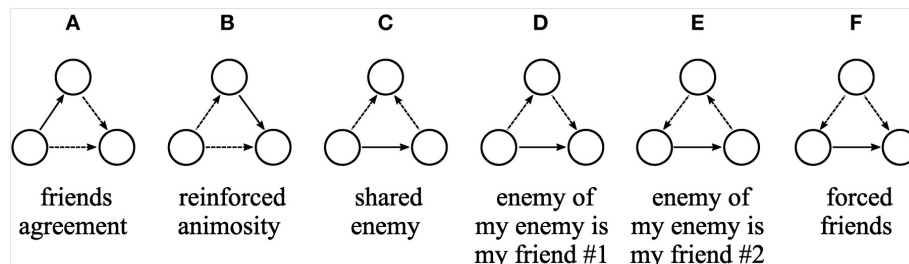 A B C D E F
friends reinforced shared enemy of enemy of forced
agreement animosity enemy my enemy is my enemy is friends
my friend #1 my friend #2